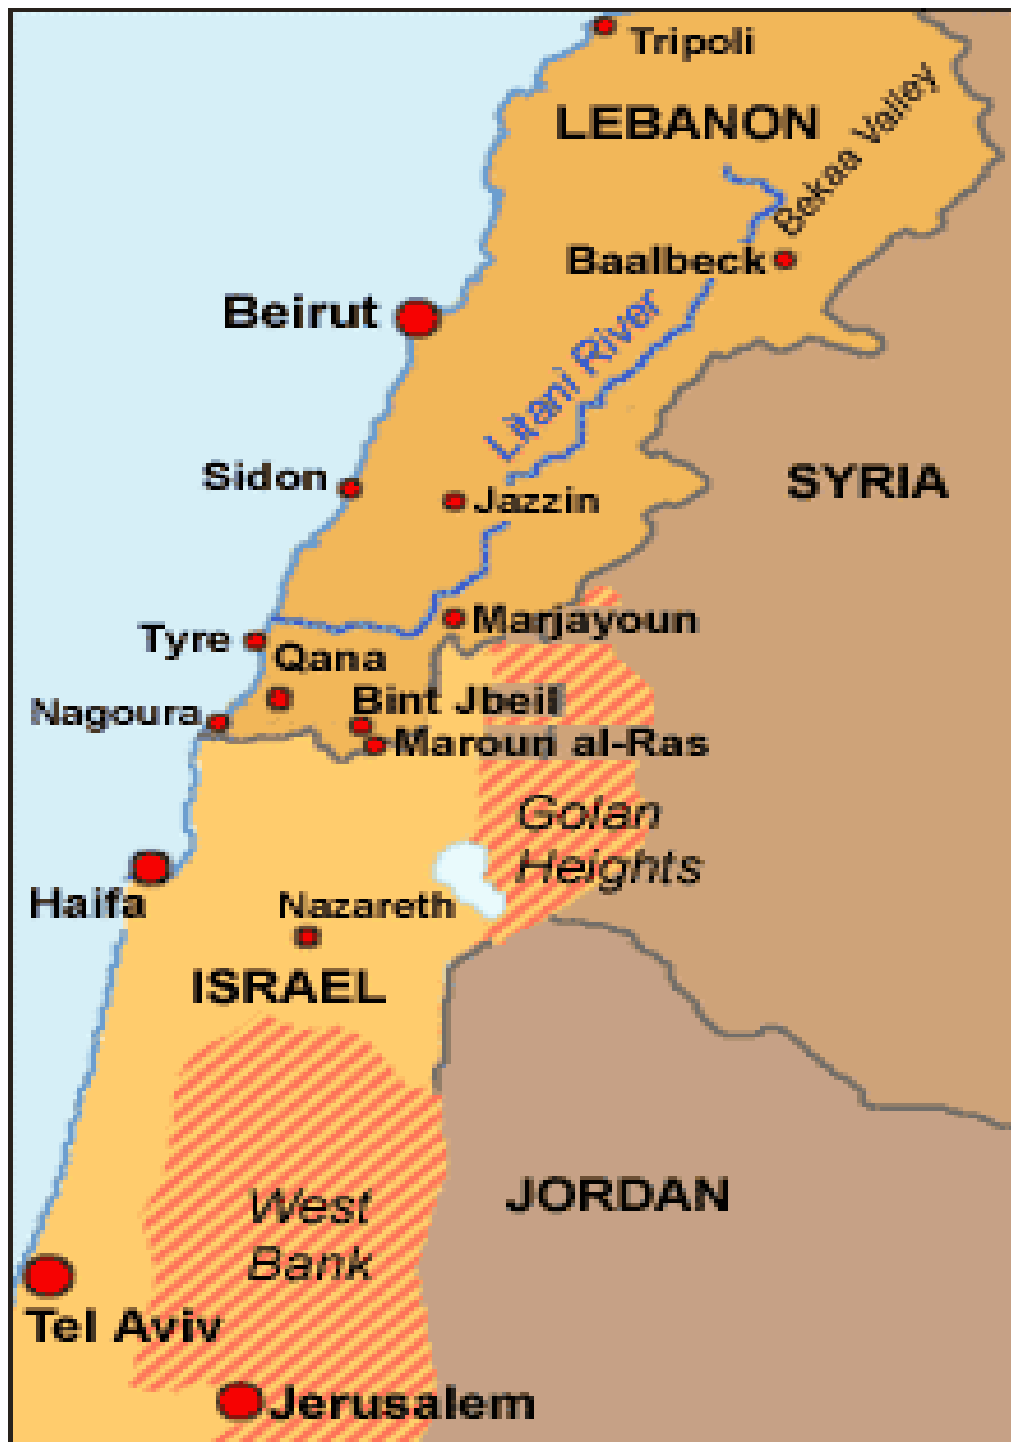 Tripoli
LEBANON
Bekaa Valley
Baalbeck
Beirut
Litani River
Sidon
Jazzin
SYRIA
Marjayoun
Tyre
Qana
Bint Jbeil
Nagoura
Maroun al-Ras
Golan
Heights
Haifa
Nazareth
ISRAEL
JORDAN
West
Bank
Tel Aviv
Jerusalem